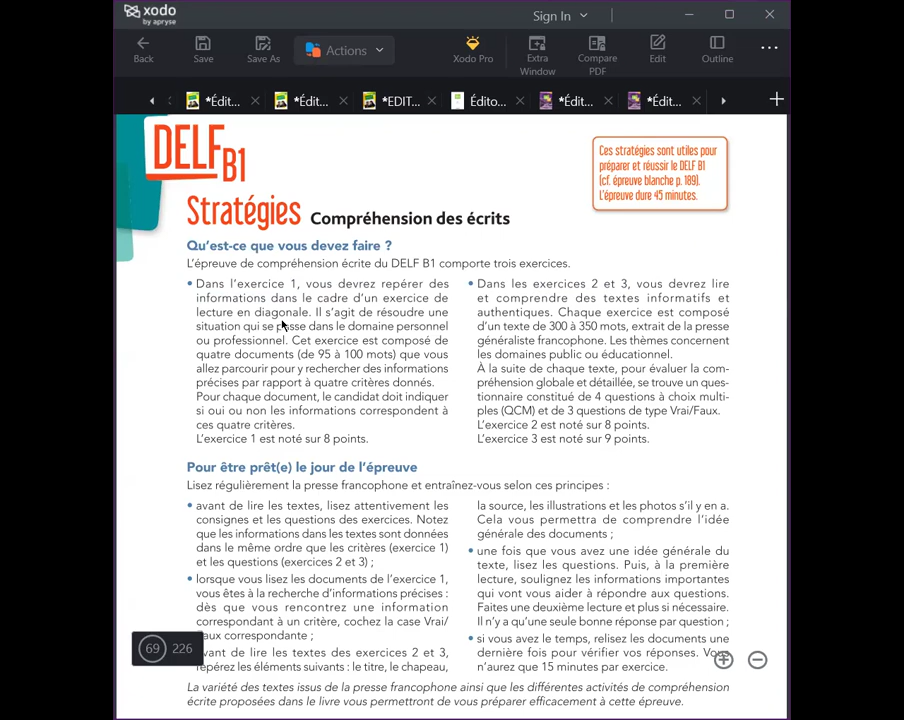 xodo
by apryse
Sign In
Back
Save
Save As
Actions
Xodo Pro
Extra
Window
Compare
PDF
Edit
Outline
*Édit...
*Édit...
*EDIT...
Édito...
*Édit...
*Édit...
DELF B1
Ces stratégies sont utiles pour
préparer et réussir le DELF B1
(cf. épreuve blanche p. 189).
L'épreuve dure 45 minutes.
Stratégies Compréhension des écrits
Qu'est-ce que vous devez faire ?
L'épreuve de compréhension écrite du DELF B1 comporte trois exercices.
• Dans l'exercice 1, vous devrez repérer des
informations dans le cadre d'un exercice de
lecture en diagonale. Il s'agit de résoudre une
situation qui se passe dans le domaine personnel
ou professionnel. Cet exercice est composé de
quatre documents (de 95 à 100 mots) que vous
allez parcourir pour y rechercher des informations
précises par rapport à quatre critères donnés.
Pour chaque document, le candidat doit indiquer
si oui ou non les informations correspondent à
ces quatre critères.
L'exercice 1 est noté sur 8 points.
• Dans les exercices 2 et 3, vous devrez lire
et comprendre des textes informatifs et
authentiques. Chaque exercice est composé
d'un texte de 300 à 350 mots, extrait de la presse
généraliste francophone. Les thèmes concernent
les domaines public ou éducationnel.
À la suite de chaque texte, pour évaluer la com-
préhension globale et détaillée, se trouve un ques-
tionnaire constitué de 4 questions à choix multi-
ples (QCM) et de 3 questions de type Vrai/Faux.
L'exercice 2 est noté sur 8 points.
L'exercice 3 est noté sur 9 points.
Pour être prêt(e) le jour de l'épreuve
Lisez régulièrement la presse francophone et entraînez-vous selon ces principes :
• avant de lire les textes, lisez attentivement les
consignes et les questions des exercices. Notez
que les informations dans les textes sont données
dans le même ordre que les critères (exercice 1)
et les questions (exercices 2 et 3) ;
• lorsque vous lisez les documents de l'exercice 1,
vous êtes à la recherche d'informations précises :
dès que vous rencontrez une information
correspondant à un critère, cochez la case Vrai/
aux correspondante ;
vant de lire les textes des exercices 2 et 3,
repérez les éléments suivants : le titre, le chapeau,
la source, les illustrations et les photos s'il y en a.
Cela vous permettra de comprendre l'idée
générale des documents ;
• une fois que vous avez une idée générale du
texte, lisez les questions. Puis, à la première
lecture, soulignez les informations importantes
qui vont vous aider à répondre aux questions.
Faites une deuxième lecture et plus si nécessaire.
Il n'y a qu'une seule bonne réponse par question ;
• si vous avez le temps, relisez les documents une
dernière fois pour vérifier vos réponses. Vous
n'aurez que 15 minutes par exercice.
69 226
La variété des textes issus de la presse francophone ainsi que les différentes activités de compréhension
écrite proposées dans le livre vous permettront de vous préparer efficacement à cette épreuve.